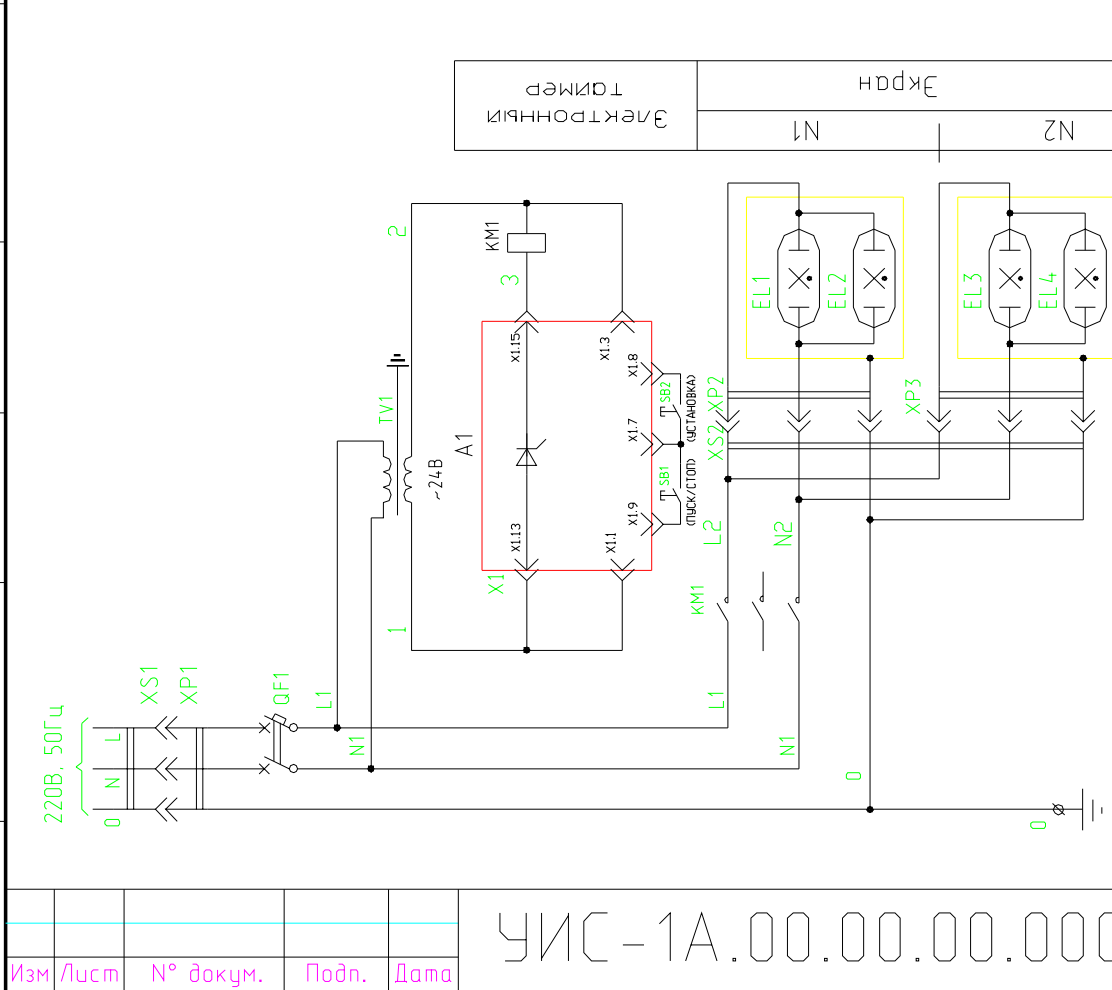 Электронный
таймер
Экран
N1
N2
2
KM1
3
EL1
EL2
EL3
EL4
X1.15
X1.3
X1.8
TV1
A1
~24В
SB2
(УСТАНОВКА)
XP2
XP3
X1.7
XS2
SB1
(ПУСК/СТОП)
X1.13
X1.1
X1.9
L2
N2
X1
KM1
1
XS1
XP1
QF1
L1
L1
220В, 50Гц
L
N1
N1
N
0
0
0
УИС-1А.00.00.00.000
Изм
Лист
N° докум.
Подп.
Дата